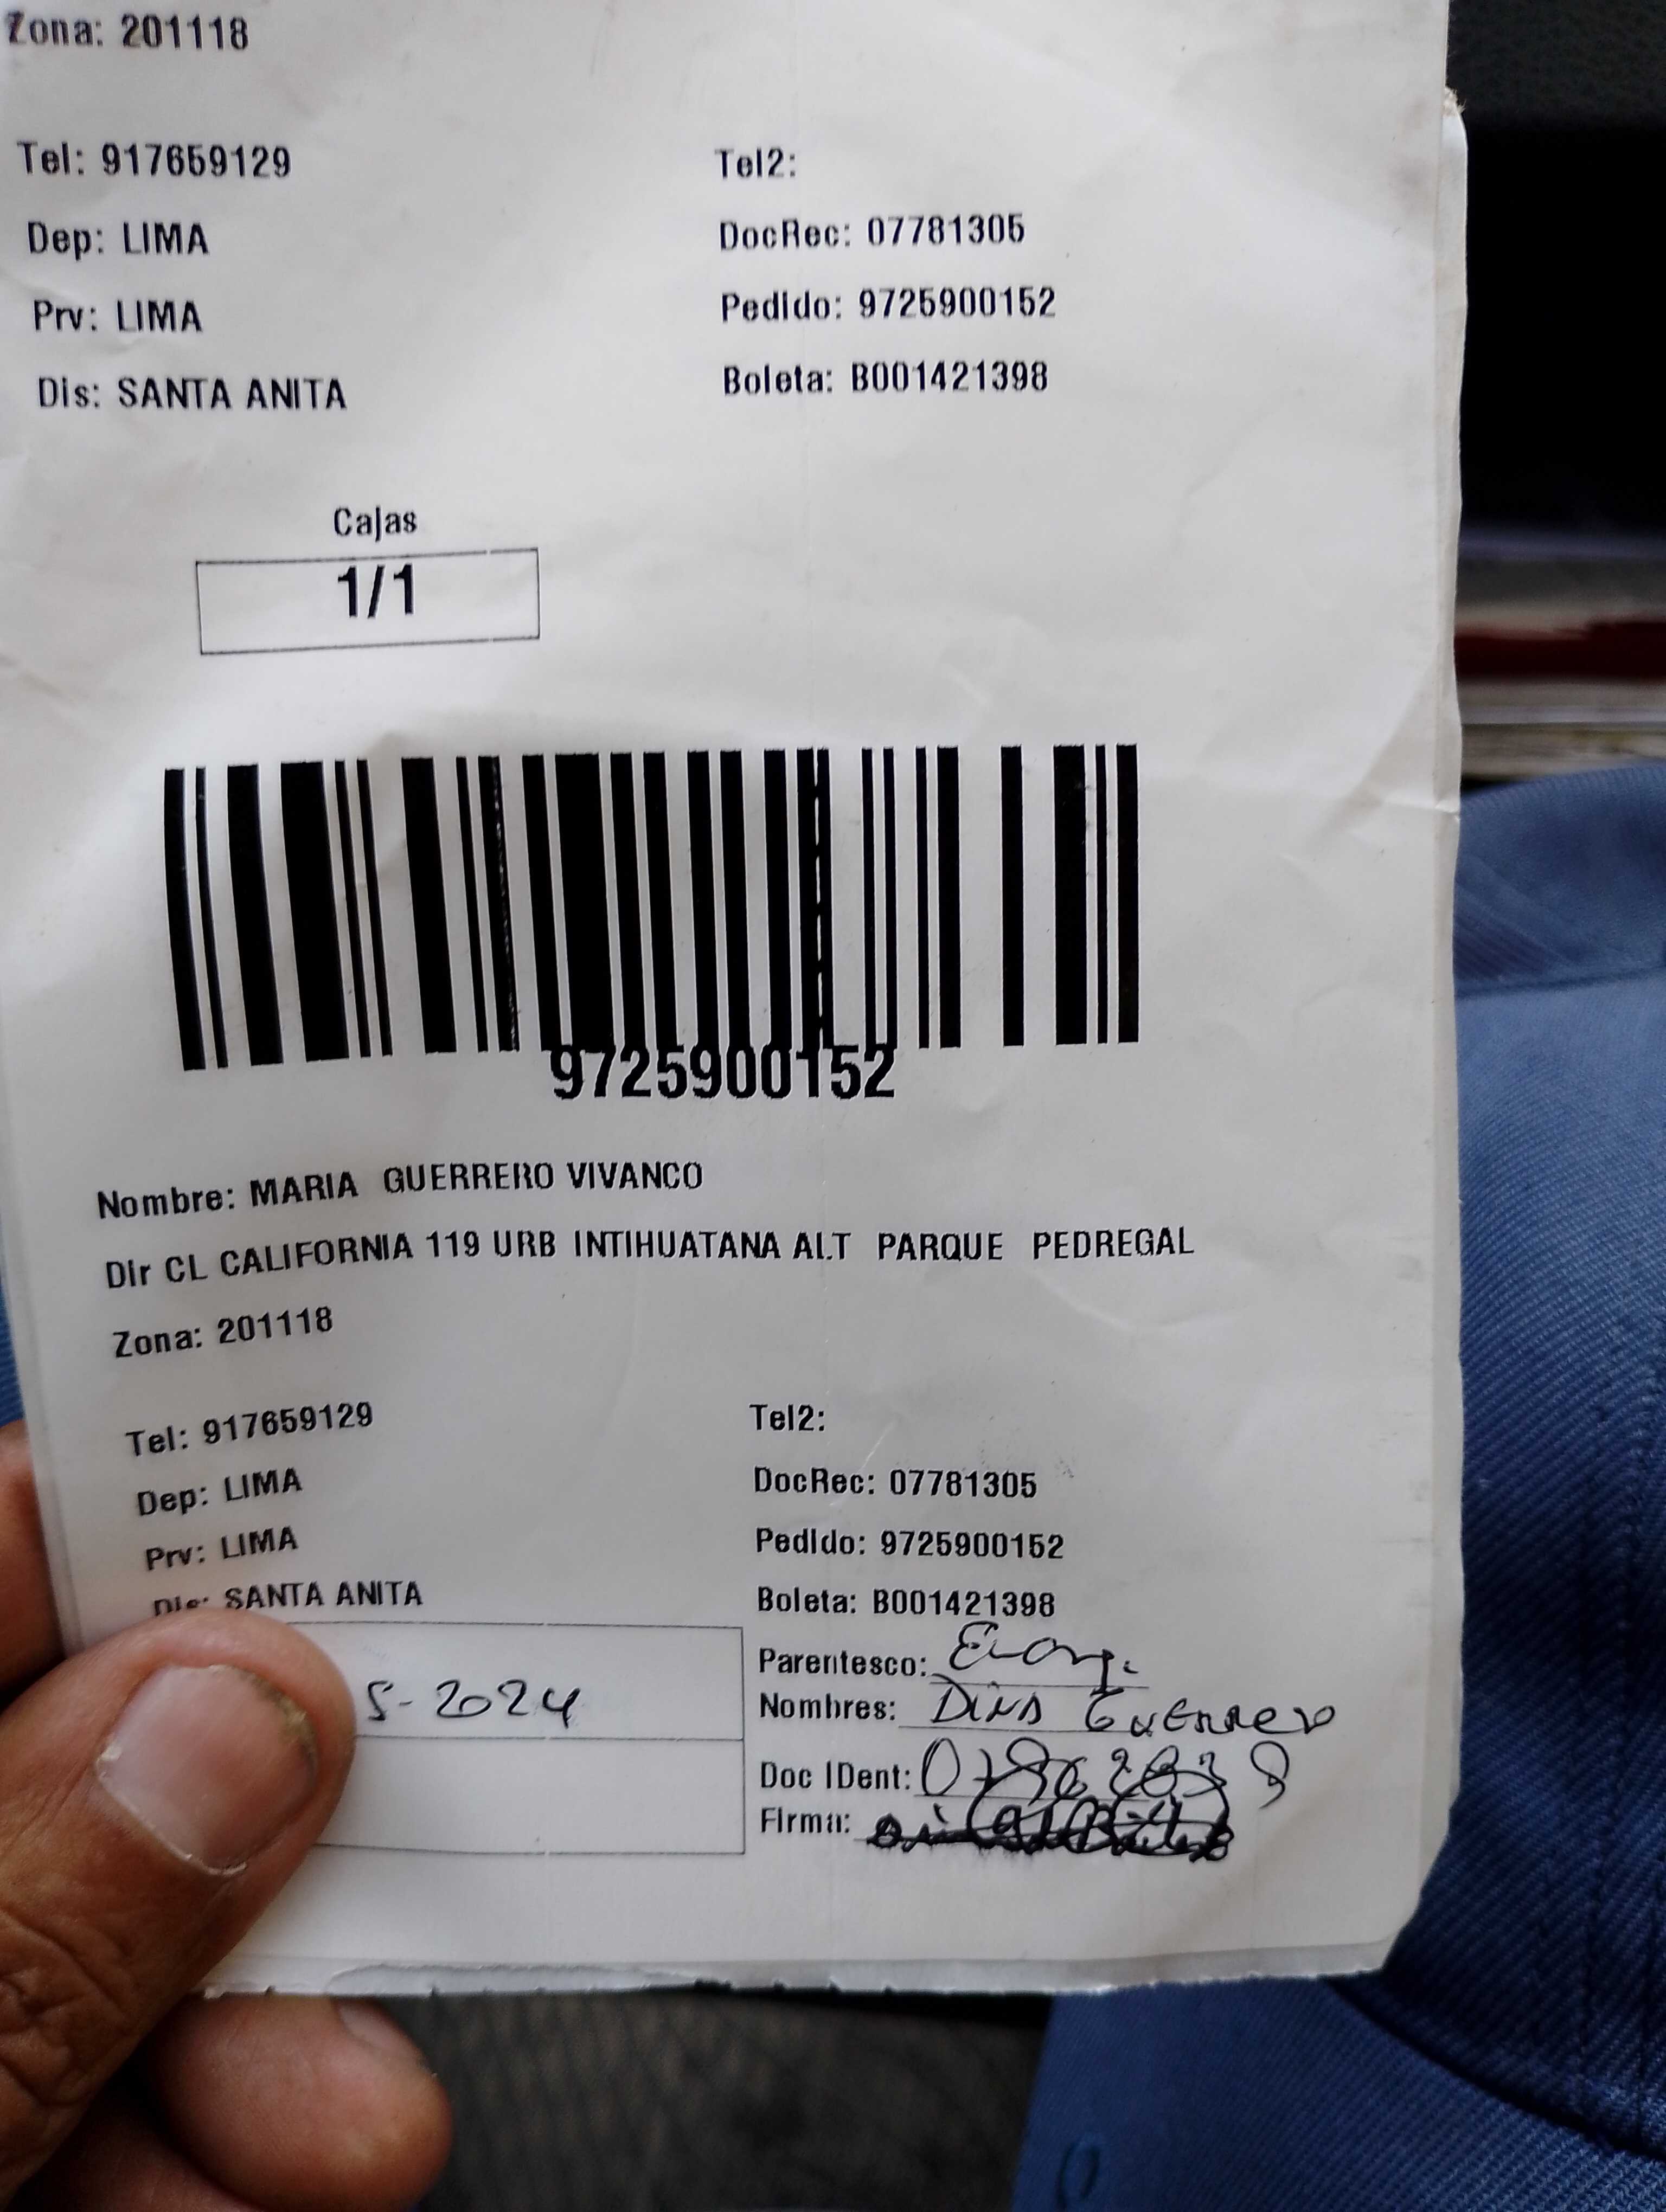 Zona: 201118
Tel: 917659129 Tel2:
Dep: LIMA DocRec: 07781305
Prv: LIMA Pedido: 9725900152
Dis: SANTA ANITA Boleta: B001421398
Cajas
1/1
9725900152
Nombre: MARIA GUERRERO VIVANCO
Dir CL CALIFORNIA 119 URB INTIHUATANA ALT PARQUE PEDREGAL
Zona: 201118
Tel: 917659129 Tel2:
Dep: LIMA DocRec: 07781305
Prv: LIMA Pedido: 9725900152
Dis: SANTA ANITA Boleta: B001421398
Parentesco:
5-2024 Nombres: Guerrero
Doc IDent:
Firma: